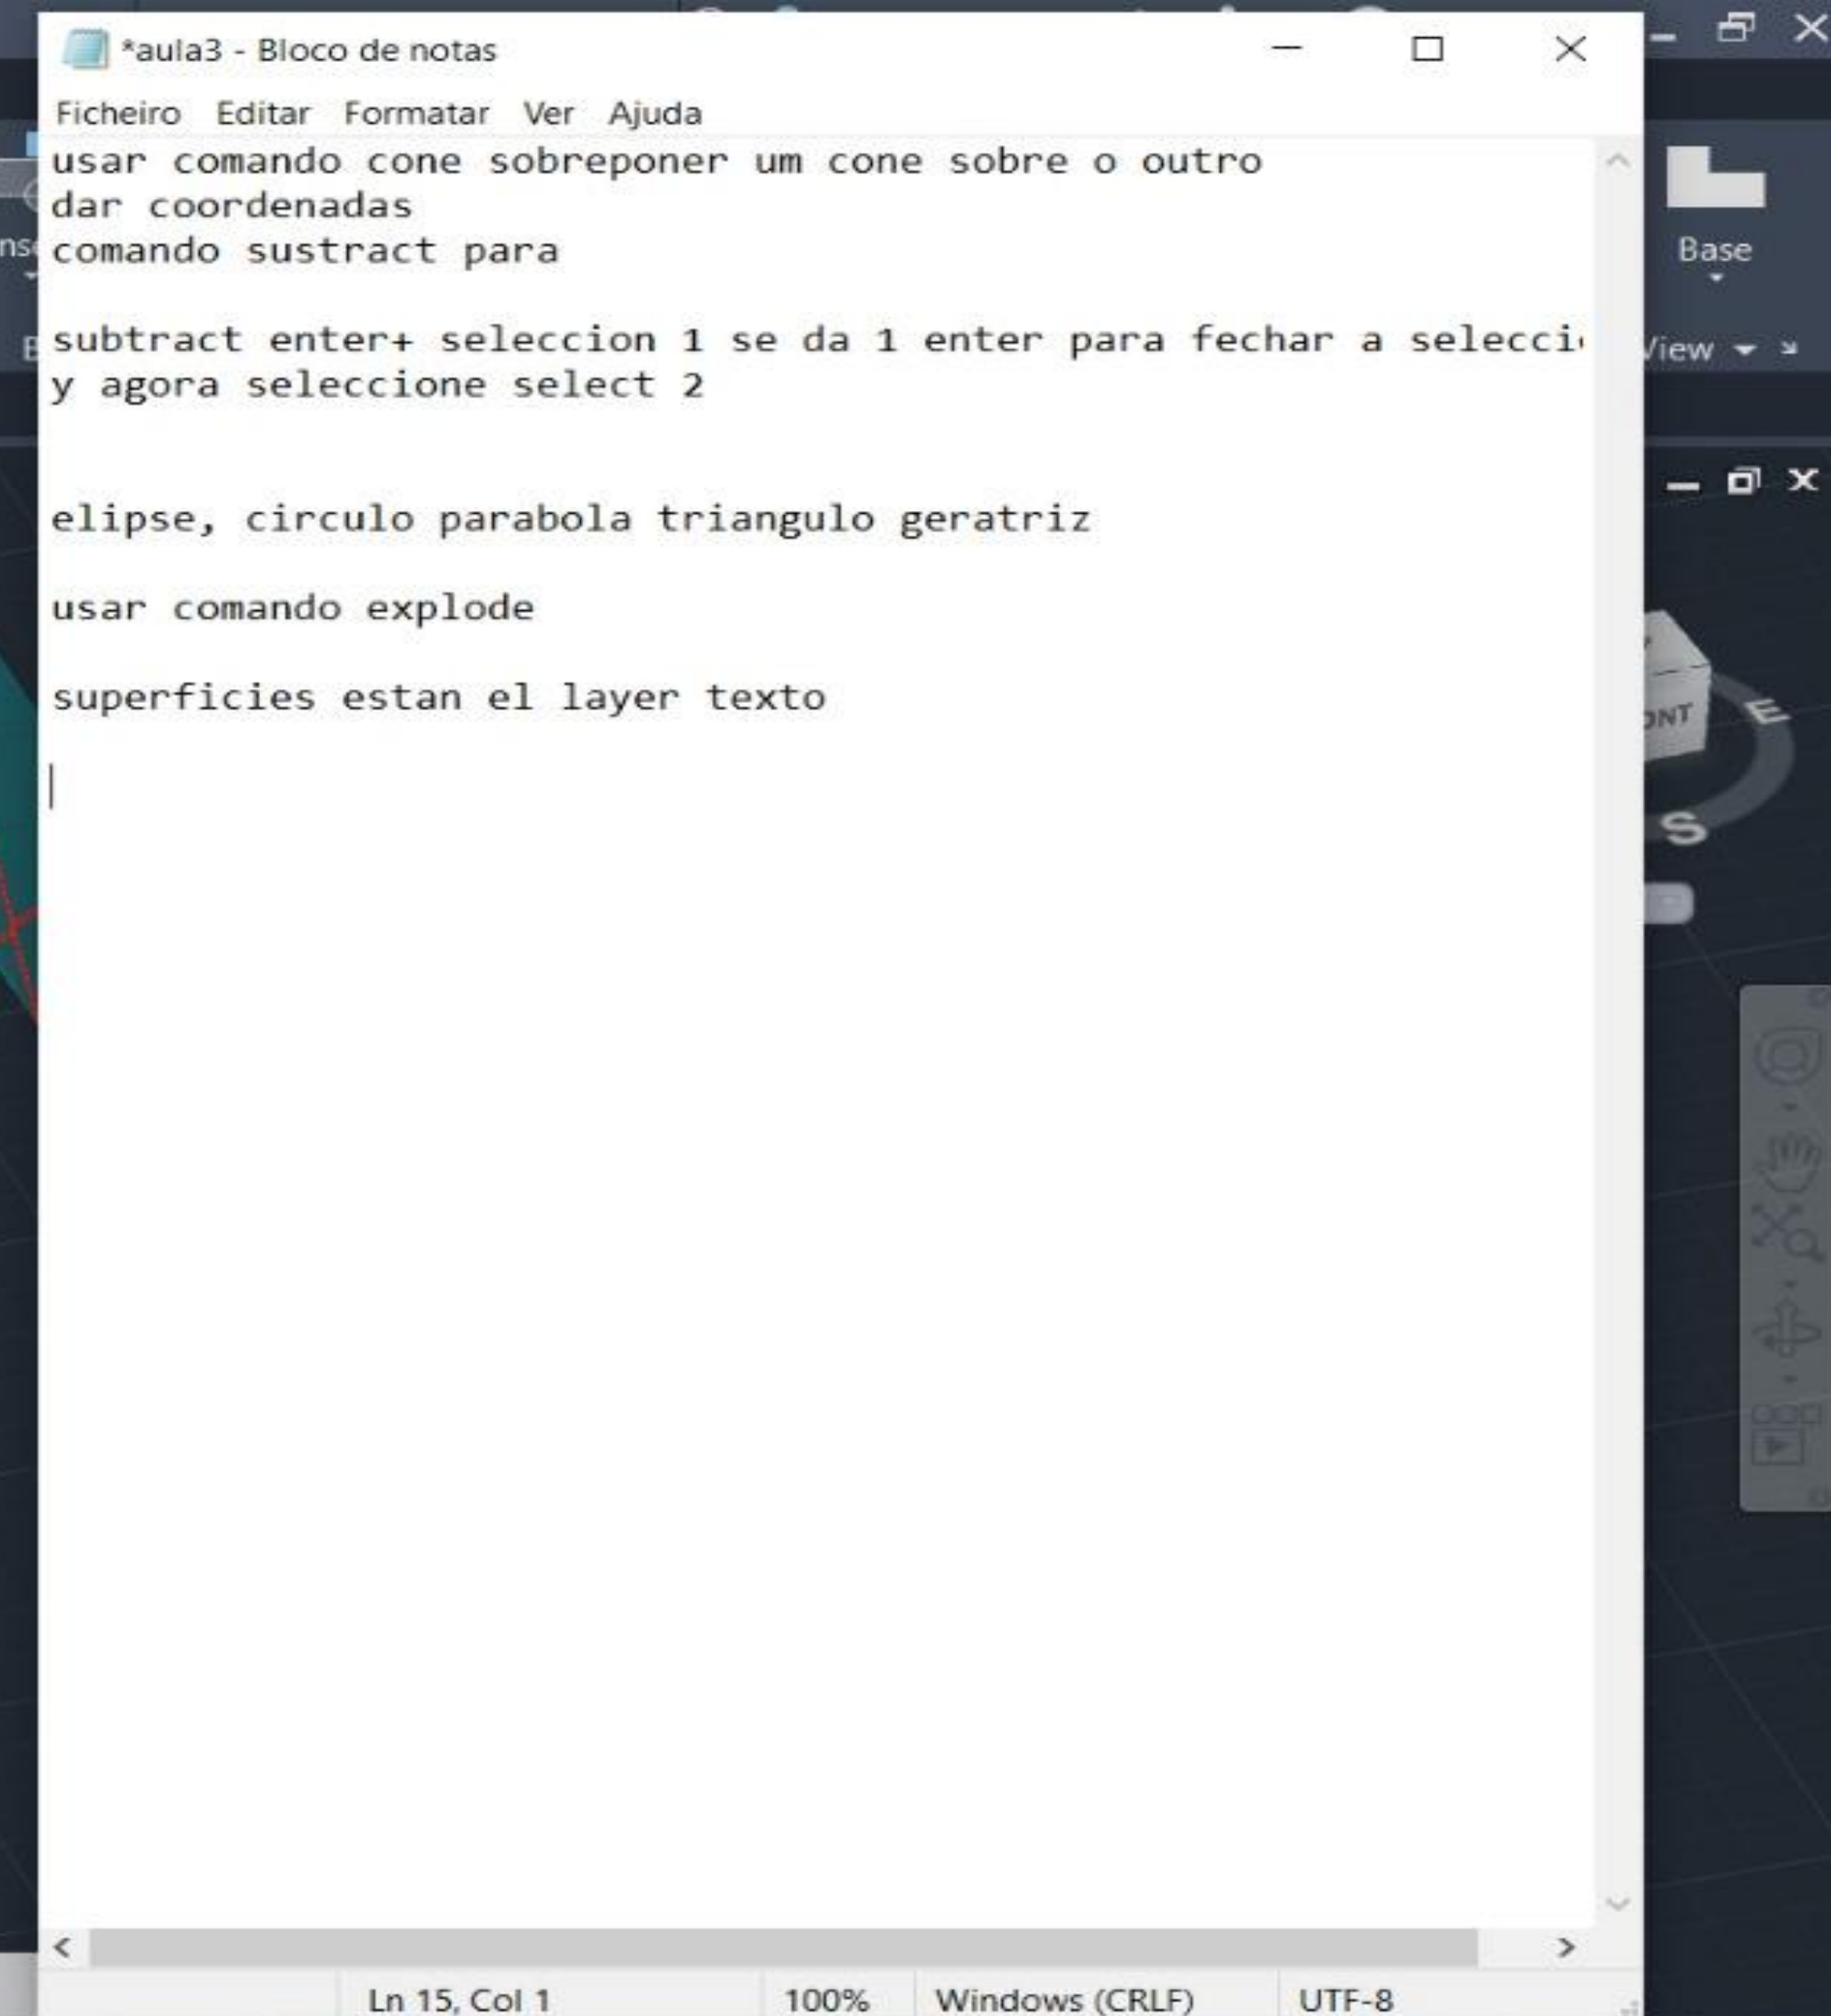 *aula3 - Bloco de notas
Ficheiro Editar Formatar Ver Ajuda
usar comando cone sobreponer um cone sobre o outro
dar coordenadas
comando sustract para
subtract enter+ seleccion 1 se da 1 enter para fechar a
y agora seleccione select 2
elipse, circulo parabola triangulo geratriz
usar comando explode
superficies estan el layer texto
Ln 15, Col 1 100% Windows (CRLF) UTF-8
Base
View
E
S